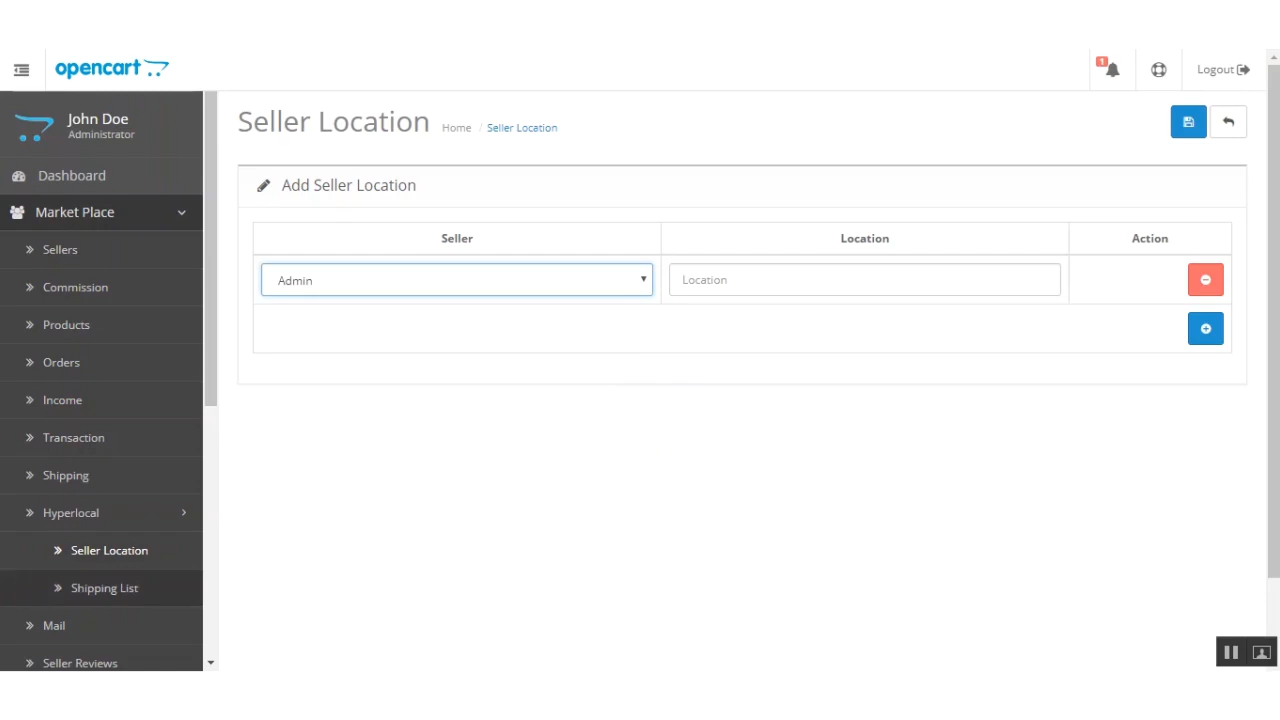 opencart
1
Logout
John Doe
Administrator
Seller Location
Home / Seller Location
Dashboard
Market Place
Add Seller Location
Sellers
Seller Location Action
Commission
Admin Location
Products
Orders
Income
Transaction
Shipping
Hyperlocal
Seller Location
Shipping List
Mail
Seller Reviews